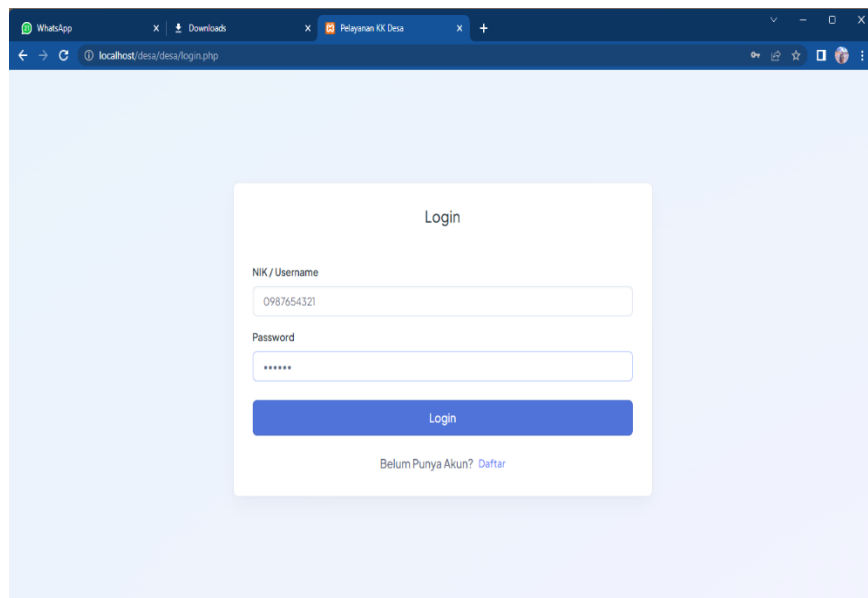 WhatsApp
Downloads
Pelayanan KK Desa
localhost/desa/desa/login.php
Login
NIK / Username
0987654321
Password
••••••
Login
Belum Punya Akun? Daftar